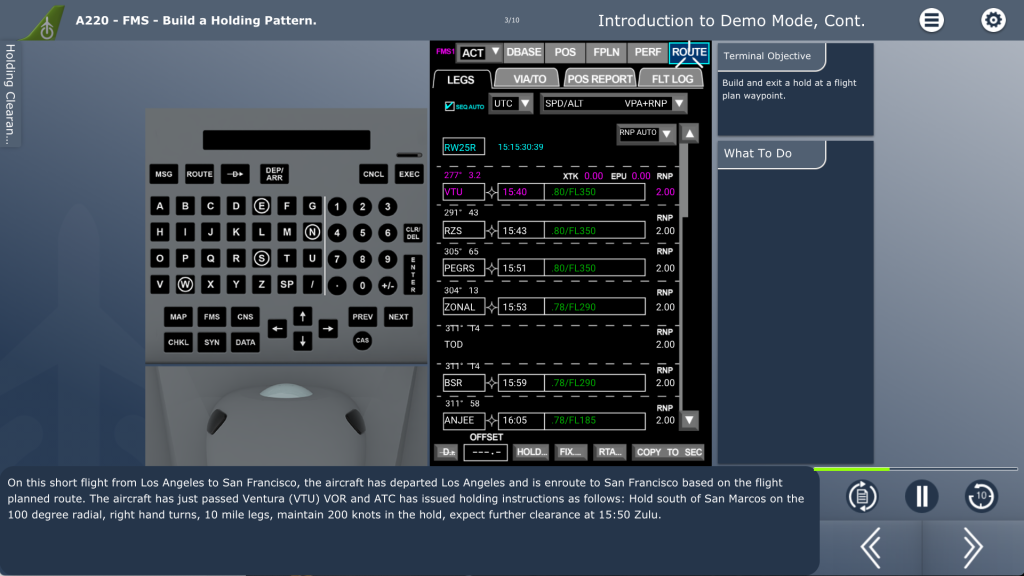 A220 - FMS - Build a Holding Pattern.
3/10
Introduction to Demo Mode, Cont.
Holding Clearan...
MSG ROUTE D DEP/ARR CNCL EXEC
A B C D E F G 1 2 3
H I J K L M N 4 5 6 CLR/DEL
O P Q R S T U 7 8 9
V W X Y Z SP / . 0 +/- ENTER
MAP FMS CNS ↑ PREV NEXT
← →
CHKL SYN DATA ↓ CAS
FMS1 ACT DBASE POS FPLN PERF ROUTE
LEGS VIA/TO POS REPORT FLT LOG
SEQ AUTO UTC SPD/ALT VPA+RNP
RNP AUTO
RW25R 15:15:30:39
277° 3.2 XTK 0.00 EPU 0.00 RNP
VTU 15:40 .80/FL350 2.00
291° 43 RNP
RZS 15:43 .80/FL350 2.00
305° 65 RNP
PEGRS 15:51 .80/FL350 2.00
304° 13 RNP
ZONAL 15:53 .78/FL290 2.00
311° 14 RNP
TOD 2.00
311° 14 RNP
BSR 15:59 .78/FL290 2.00
311° 58 RNP
ANJEE 16:05 .78/FL185 2.00
OFFSET
D ---.- HOLD... FIX.... RTA... COPY TO SEC
Terminal Objective
Build and exit a hold at a flight
plan waypoint.
What To Do
On this short flight from Los Angeles to San Francisco, the aircraft has departed Los Angeles and is enroute to San Francisco based on the flight
planned route. The aircraft has just passed Ventura (VTU) VOR and ATC has issued holding instructions as follows: Hold south of San Marcos on the
100 degree radial, right hand turns, 10 mile legs, maintain 200 knots in the hold, expect further clearance at 15:50 Zulu.
10